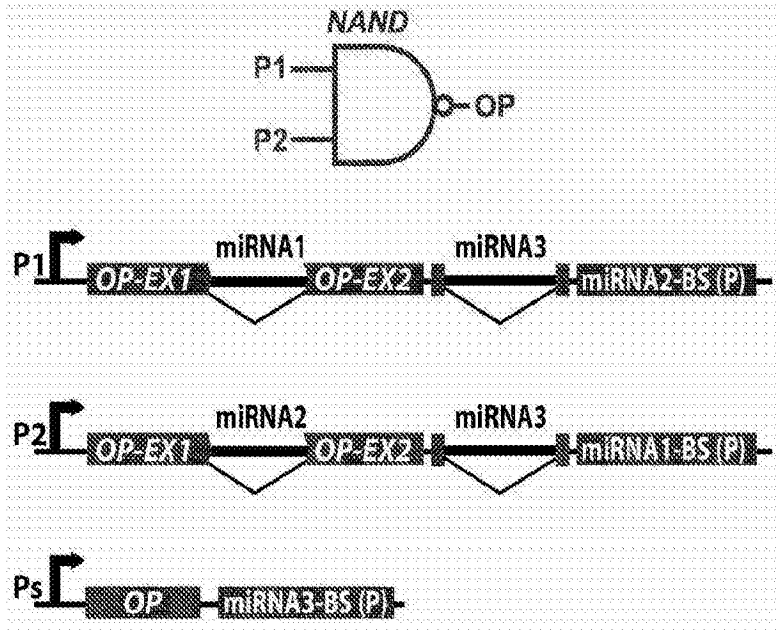 NAND
P1
OP
P2
miRNA1 miRNA3
P1
OP-EX1 OP-EX2 miRNA2-BS (P)
miRNA2 miRNA3
P2
OP-EX1 OP-EX2 miRNA1-BS (P)
Ps
OP miRNA3-BS (P)